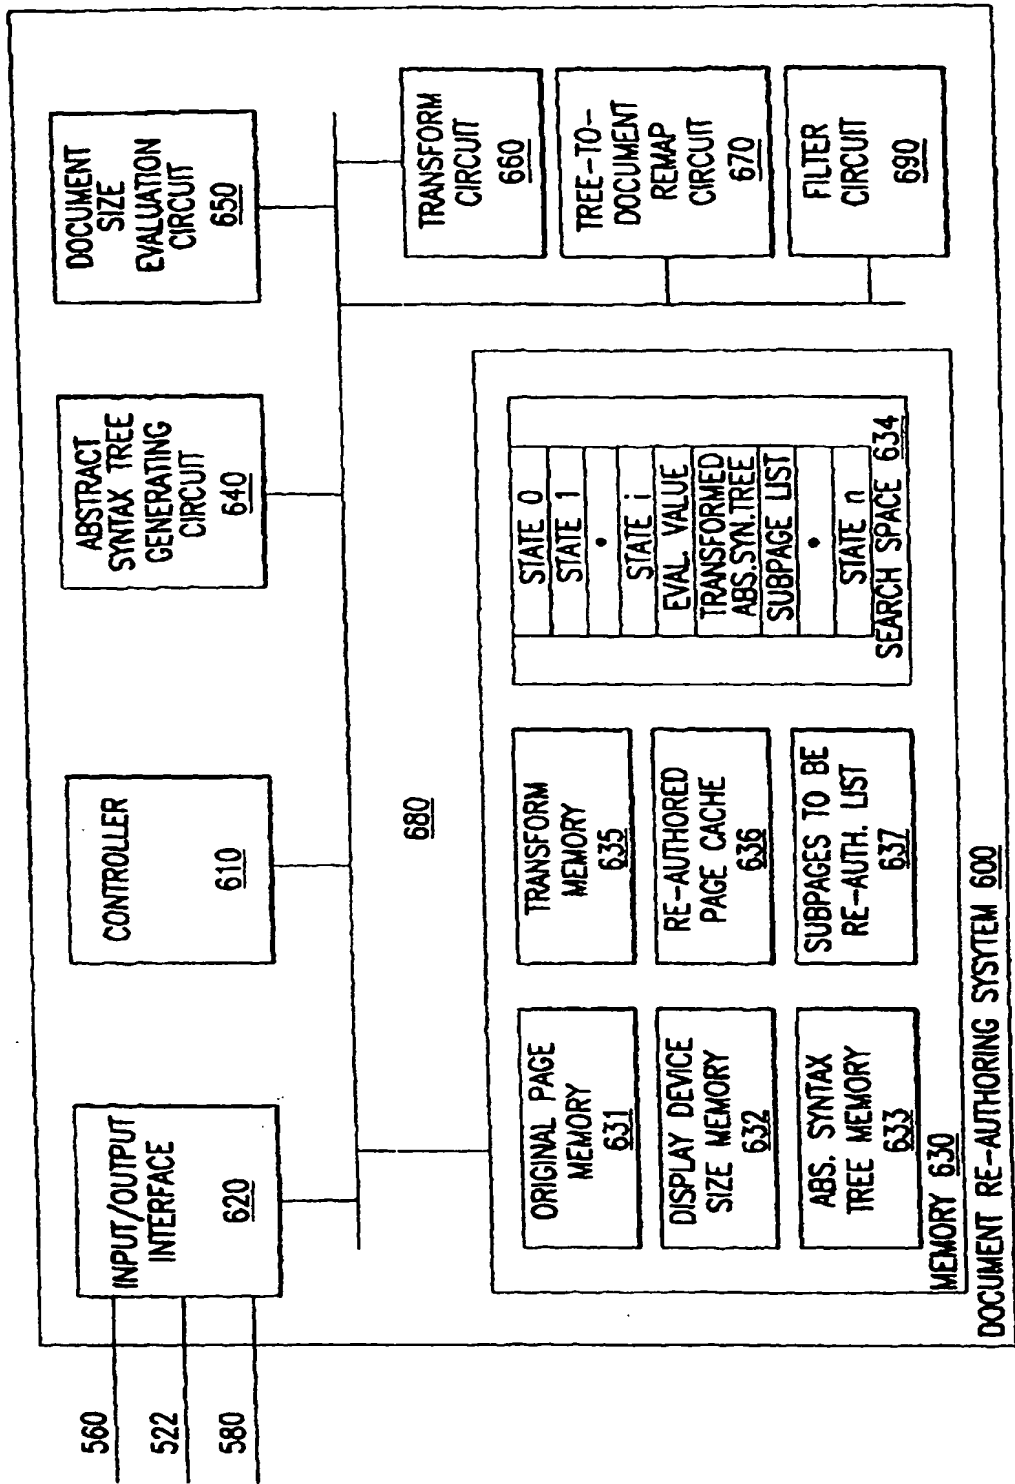 560
522
580
INPUT/OUTPUT
INTERFACE
620
CONTROLLER
610
ABSTRACT
SYNTAX TREE
GENERATING
CIRCUIT
640
DOCUMENT
SIZE
EVALUATION
CIRCUIT
650
680
TRANSFORM
CIRCUIT
660
TREE-TO-
DOCUMENT
REMAP
CIRCUIT
670
FILTER
CIRCUIT
690
ORIGINAL PAGE
MEMORY
631
DISPLAY DEVICE
SIZE MEMORY
632
ABS. SYNTAX
TREE MEMORY
633
TRANSFORM
MEMORY
635
RE-AUTHORED
PAGE CACHE
636
SUBPAGES TO BE
RE-AUTH. LIST
637
STATE 0
STATE 1
•
STATE i
EVAL VALUE
TRANSFORMED
ABS.SYN.TREE
SUBPAGE LIST
•
STATE n
SEARCH SPACE 634
MEMORY 630
DOCUMENT RE-AUTHORING SYSYTEM 600